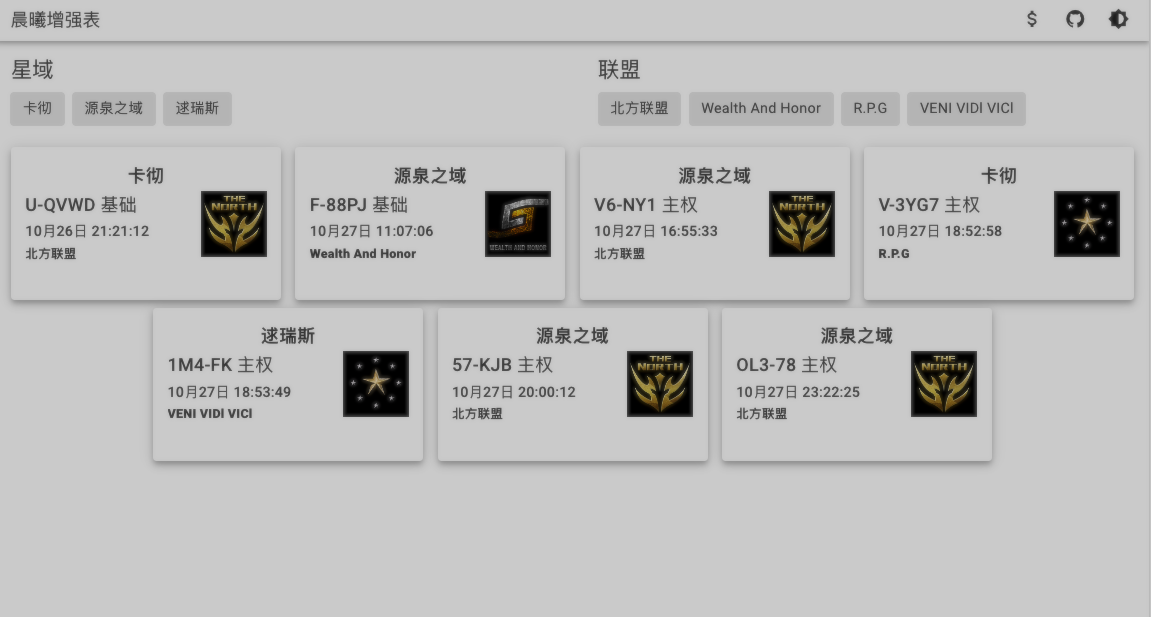 晨曦增强表
$
星域
联盟
卡彻 源泉之域 逑瑞斯
北方联盟 Wealth And Honor R.P.G VENI VIDI VICI
卡彻
U-QVWD 基础
10月26日 21:21:12
北方联盟
THE NORTH
源泉之域
F-88PJ 基础
10月27日 11:07:06
Wealth And Honor
WEALTH AND HONOR
源泉之域
V6-NY1 主权
10月27日 16:55:33
北方联盟
THE NORTH
卡彻
V-3YG7 主权
10月27日 18:52:58
R.P.G
逑瑞斯
1M4-FK 主权
10月27日 18:53:49
VENI VIDI VICI
源泉之域
57-KJB 主权
10月27日 20:00:12
北方联盟
THE NORTH
源泉之域
OL3-78 主权
10月27日 23:22:25
北方联盟
THE NORTH